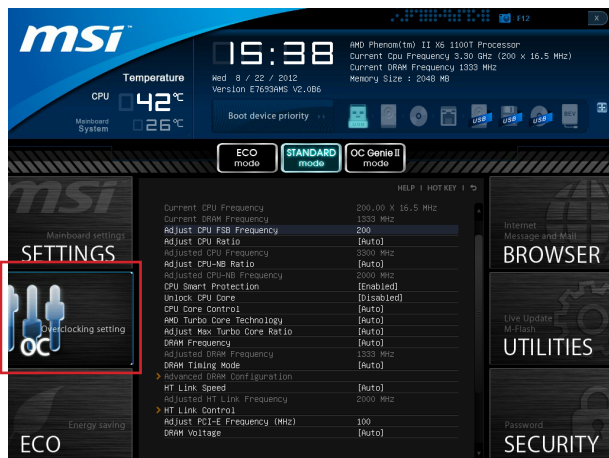 msi
F12
X
15:38
AMD Phenom(tm) II X6 1100T Processor
Current Cpu Frequency 3.30 GHz (200 x 16.5 MHz)
Current DRAM Frequency 1333 MHz
Memory Size : 2048 MB
Wed 8 / 22 / 2012
Version E7693AMS V2.0B6
Temperature
CPU 42°C
Mainboard
System 26°C
Boot device priority
USB
USB
USB
USB
ECO
mode
STANDARD
mode
OC Genie II
mode
msi
HELP | HOT KEY |
Mainboard settings
SETTINGS
Overclocking setting
OC
Energy saving
ECO
Current CPU Frequency 200.00 X 16.5 MHz
Current DRAM Frequency 1333 MHz
Adjust CPU FSB Frequency 200
Adjust CPU Ratio [Auto]
Adjusted CPU Frequency 3300 MHz
Adjust CPU-NB Ratio [Auto]
Adjusted CPU-NB Frequency 2000 MHz
CPU Smart Protection [Enabled]
Unlock CPU Core [Disabled]
CPU Core Control [Auto]
AMD Turbo Core Technology [Auto]
Adjust Max Turbo Core Ratio [Auto]
DRAM Frequency [Auto]
Adjusted DRAM Frequency 1333 MHz
DRAM Timing Mode [Auto]
> Advanced DRAM Configuration
HT Link Speed [Auto]
Adjusted HT Link Frequency 2000 MHz
> HT Link Control
Adjust PCI-E Frequency (MHz) 100
DRAM Voltage [Auto]
Internet
Message and Mail
BROWSER
Live Update
M-Flash
UTILITIES
Password
SECURITY